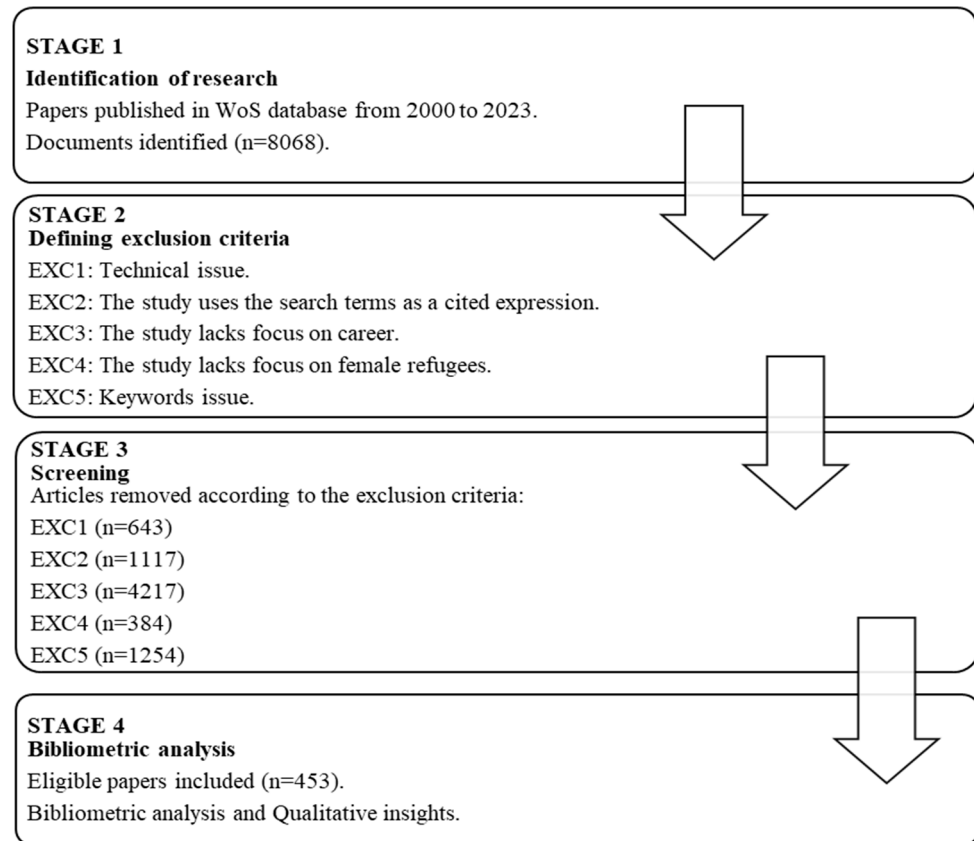 STAGE 1
Identification of research
Papers published in WoS database from 2000 to 2023.
Documents identified (n=8068).
STAGE 2
Defining exclusion criteria
EXC1: Technical issue.
EXC2: The study uses the search terms as a cited expression.
EXC3: The study lacks focus on career.
EXC4: The study lacks focus on female refugees.
EXC5: Keywords issue.
STAGE 3
Screening
Articles removed according to the exclusion criteria:
EXC1 (n=643)
EXC2 (n=1117)
EXC3 (n=4217)
EXC4 (n=384)
EXC5 (n=1254)
STAGE 4
Bibliometric analysis
Eligible papers included (n=453).
Bibliometric analysis and Qualitative insights.